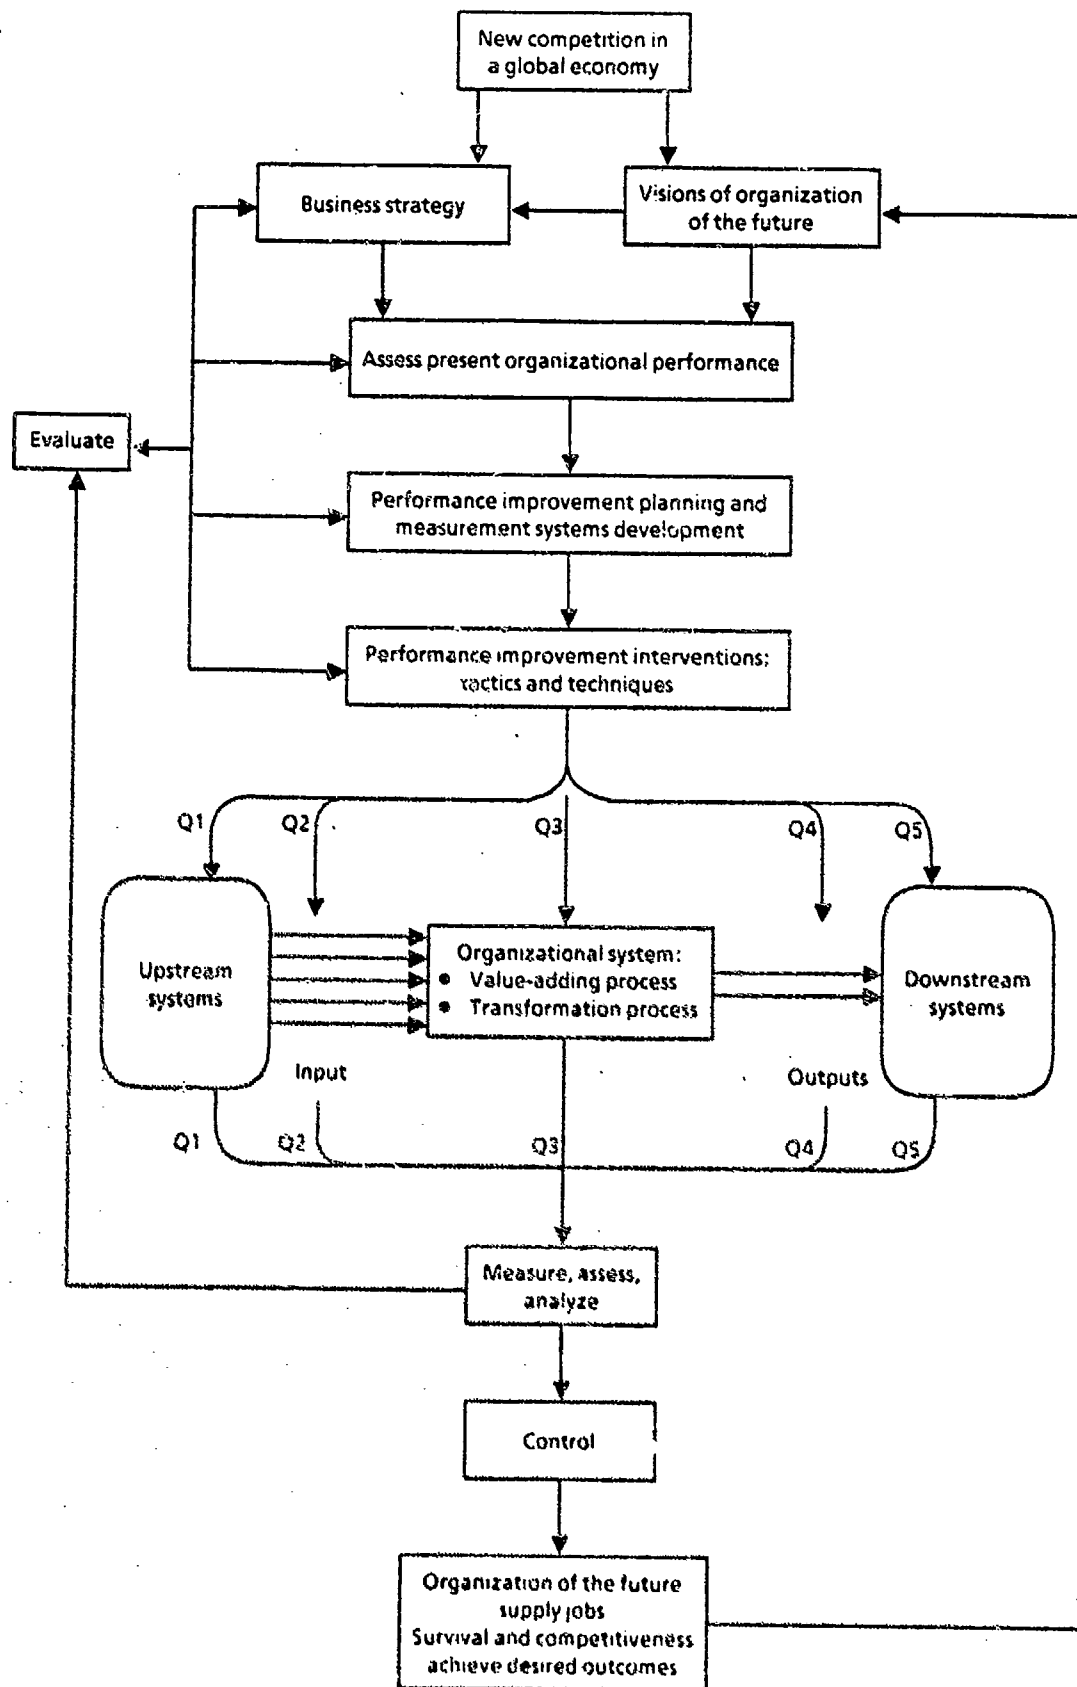 New competition in
a global economy
Business strategy
Visions of organization
of the future
Assess present organizational performance
Evaluate
Performance improvement planning and
measurement systems development
Performance improvement interventions:
tactics and techniques
Q1
Q2
Q3
Q4
Q5
Upstream
systems
Organizational system:
• Value-adding process
• Transformation process
Downstream
systems
Input
Outputs
Q1
Q2
Q3
Q4
Q5
Measure, assess,
analyze
Control
Organization of the future
supply jobs
Survival and competitiveness
achieve desired outcomes